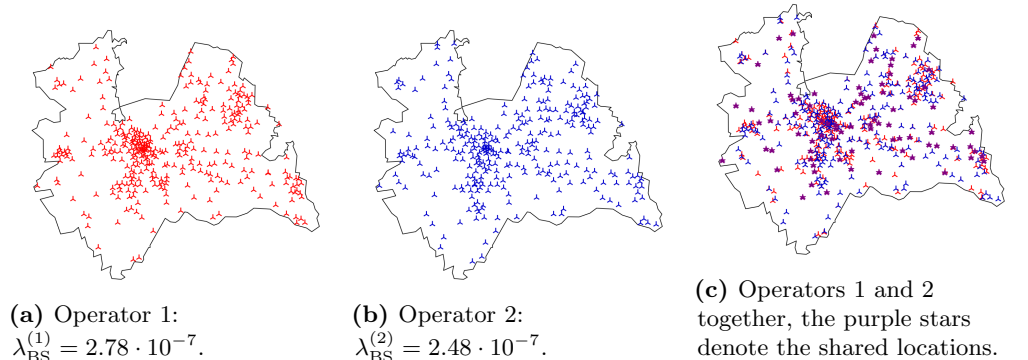 (a) Operator 1:
λ_BS^(1) = 2.78 · 10^−7.
(b) Operator 2:
λ_BS^(2) = 2.48 · 10^−7.
(c) Operators 1 and 2
together, the purple stars
denote the shared locations.